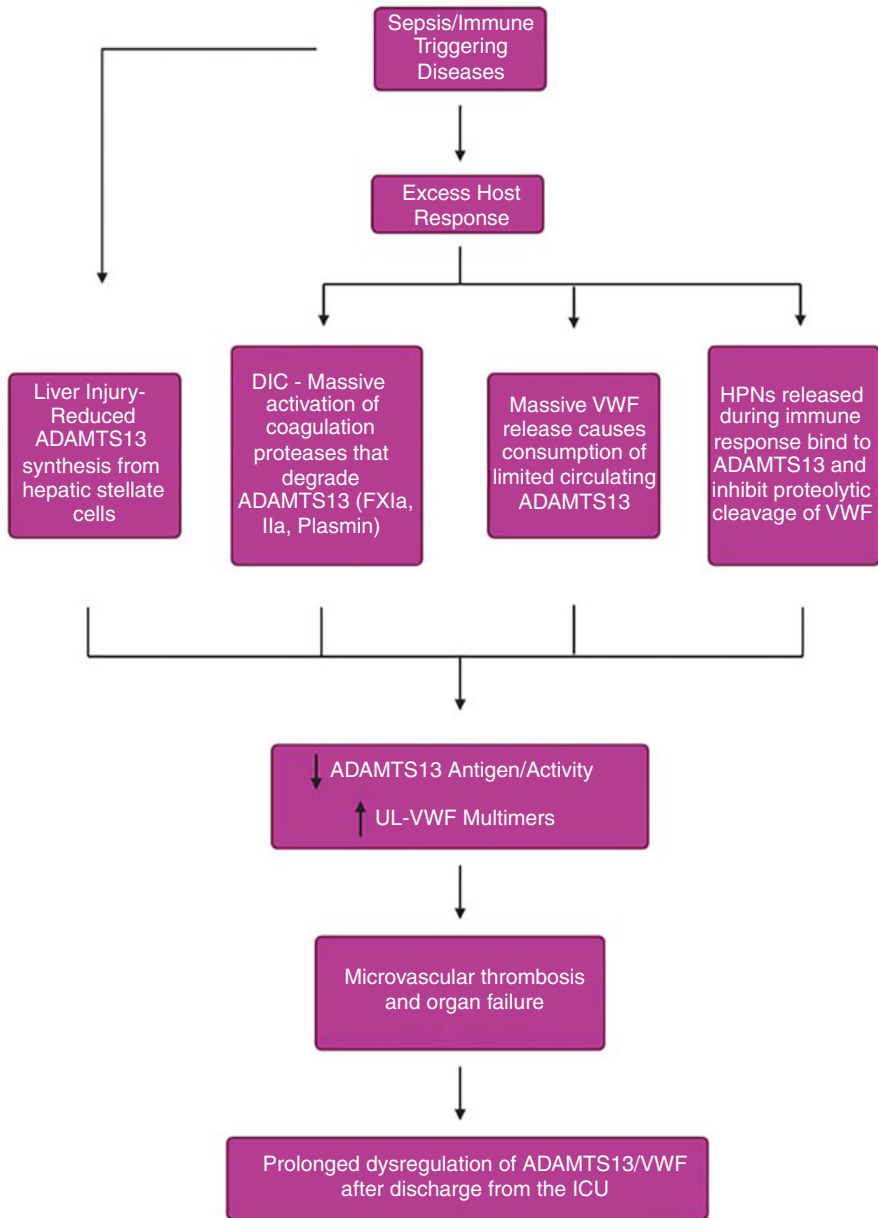 Sepsis/Immune
Triggering
Diseases
Excess Host
Response
Liver Injury-
Reduced
ADAMTS13
synthesis from
hepatic stellate
cells
DIC - Massive
activation of
coagulation
proteases that
degrade
ADAMTS13 (FXIa,
IIa, Plasmin)
Massive VWF
release causes
consumption of
limited circulating
ADAMTS13
HPNs released
during immune
response bind to
ADAMTS13 and
inhibit proteolytic
cleavage of VWF
↓ ADAMTS13 Antigen/Activity
↑ UL-VWF Multimers
Microvascular thrombosis
and organ failure
Prolonged dysregulation of ADAMTS13/VWF
after discharge from the ICU